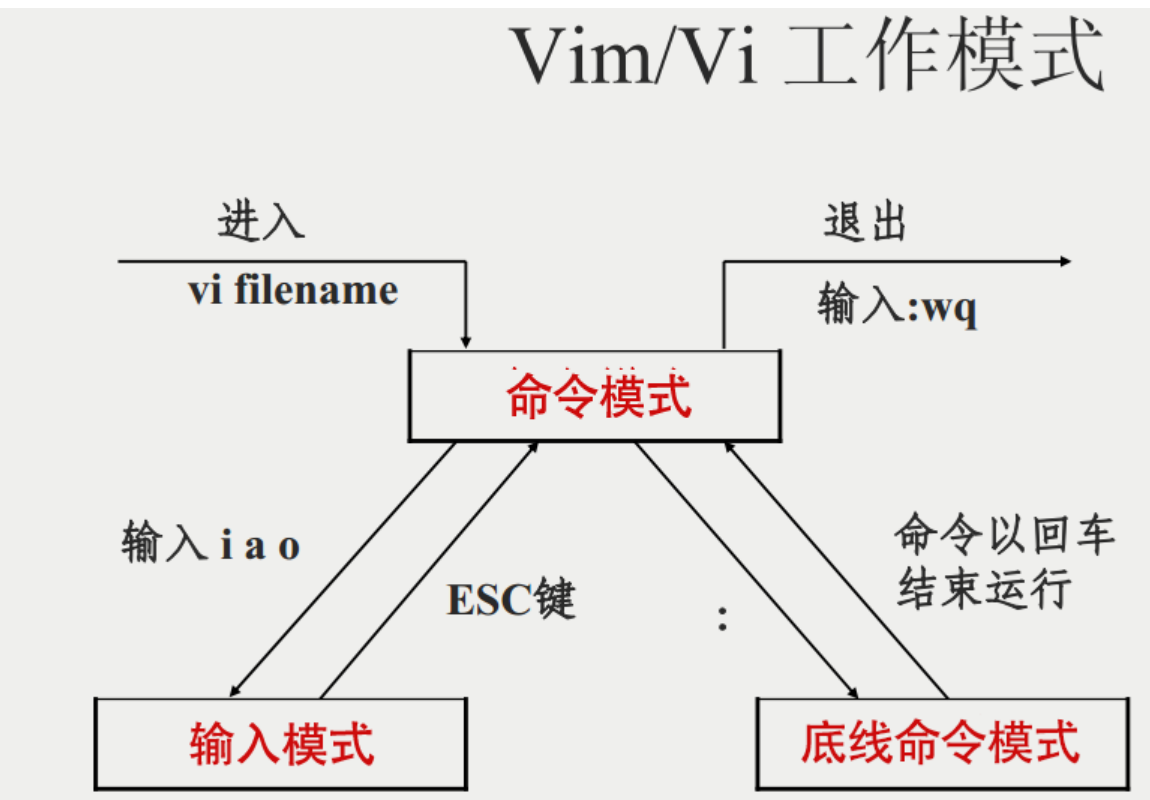 Vim/Vi 工作模式
进入
vi filename
退出
输入:wq
命令模式
输入 i a o
ESC键
:
命令以回车
结束运行
输入模式
底线命令模式